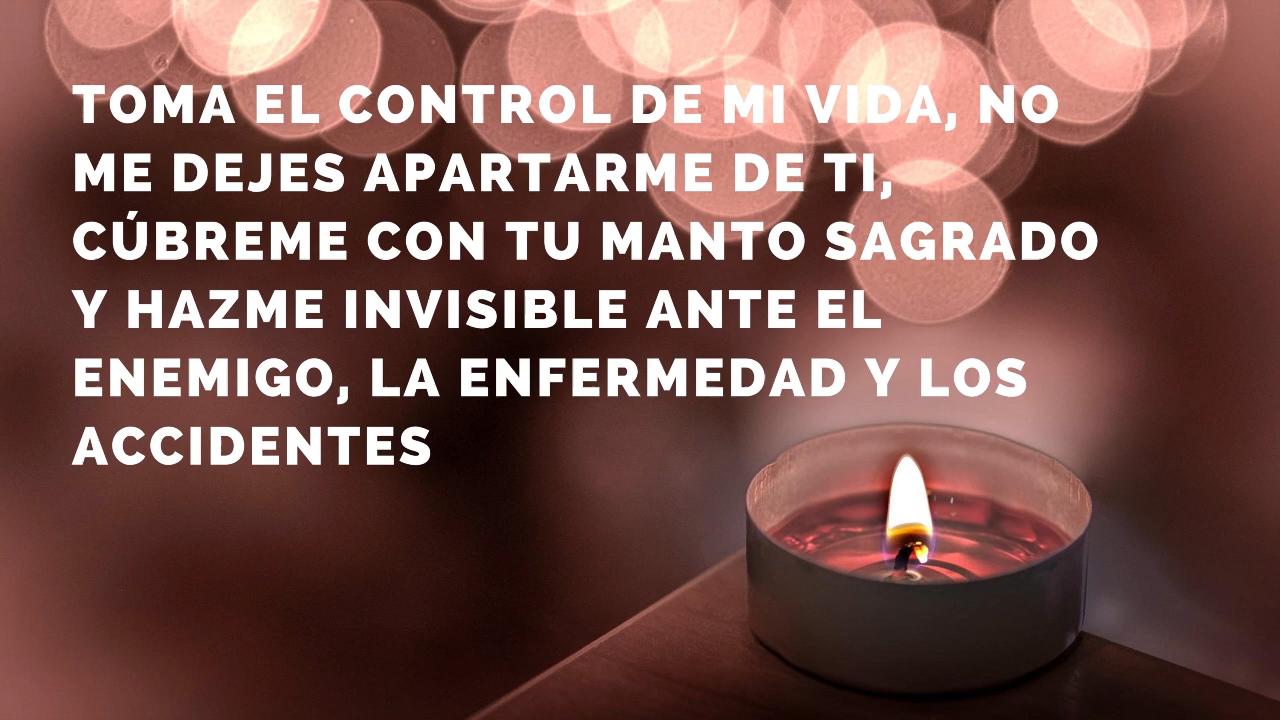 TOMA EL CONTROL DE MI VIDA, NO
ME DEJES APARTARME DE TI,
CÚBREME CON TU MANTO SAGRADO
Y HAZME INVISIBLE ANTE EL
ENEMIGO, LA ENFERMEDAD Y LOS
ACCIDENTES